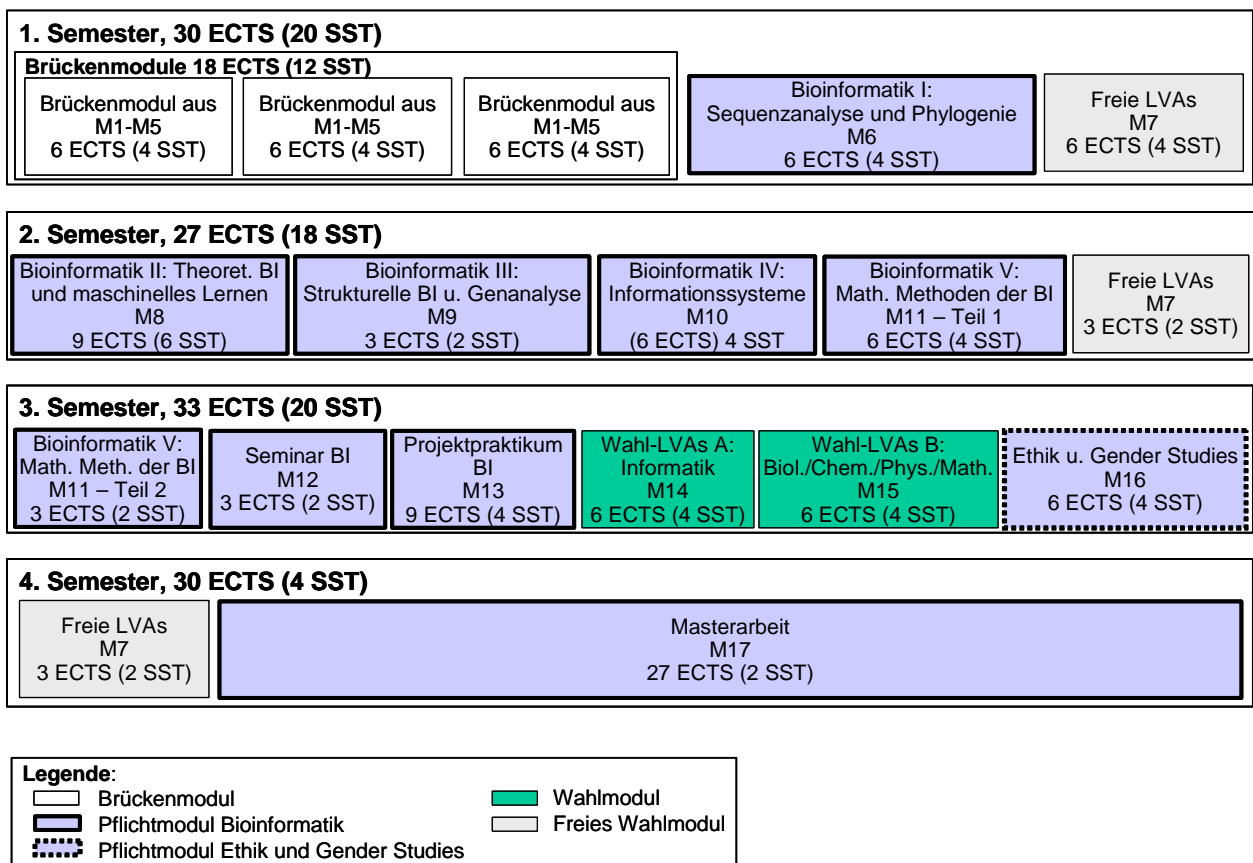 1. Semester, 30 ECTS (20 SST)
Brückenmodule 18 ECTS (12 SST)
Brückenmodul aus
M1-M5
6 ECTS (4 SST)
Brückenmodul aus
M1-M5
6 ECTS (4 SST)
Brückenmodul aus
M1-M5
6 ECTS (4 SST)
Bioinformatik I:
Sequenzanalyse und Phylogenie
M6
6 ECTS (4 SST)
Freie LVAs
M7
6 ECTS (4 SST)
2. Semester, 27 ECTS (18 SST)
Bioinformatik II: Theoret. BI
und maschinelles Lernen
M8
9 ECTS (6 SST)
Bioinformatik III:
Strukturelle BI u. Genanalyse
M9
3 ECTS (2 SST)
Bioinformatik IV:
Informationssysteme
M10
(6 ECTS) 4 SST
Bioinformatik V:
Math. Methoden der BI
M11 – Teil 1
6 ECTS (4 SST)
Freie LVAs
M7
3 ECTS (2 SST)
3. Semester, 33 ECTS (20 SST)
Bioinformatik V:
Math. Meth. der BI
M11 – Teil 2
3 ECTS (2 SST)
Seminar BI
M12
3 ECTS (2 SST)
Projektpraktikum
BI
M13
9 ECTS (4 SST)
Wahl-LVAs A:
Informatik
M14
6 ECTS (4 SST)
Wahl-LVAs B:
Biol./Chem./Phys./Math.
M15
6 ECTS (4 SST)
Ethik u. Gender Studies
M16
6 ECTS (4 SST)
4. Semester, 30 ECTS (4 SST)
Freie LVAs
M7
3 ECTS (2 SST)
Masterarbeit
M17
27 ECTS (2 SST)
Legende:
Brückenmodul
Pflichtmodul Bioinformatik
Pflichtmodul Ethik und Gender Studies
Wahlmodul
Freies Wahlmodul